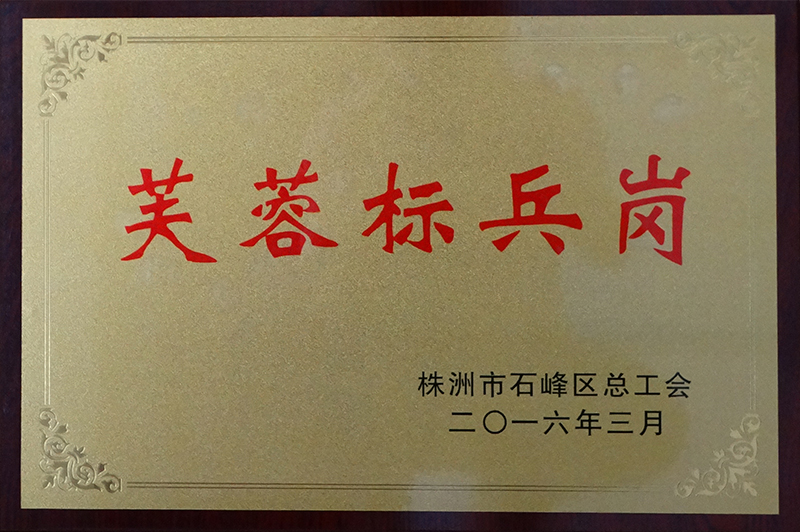 芙蓉标兵岗
株洲市石峰区总工会
二〇一六年三月